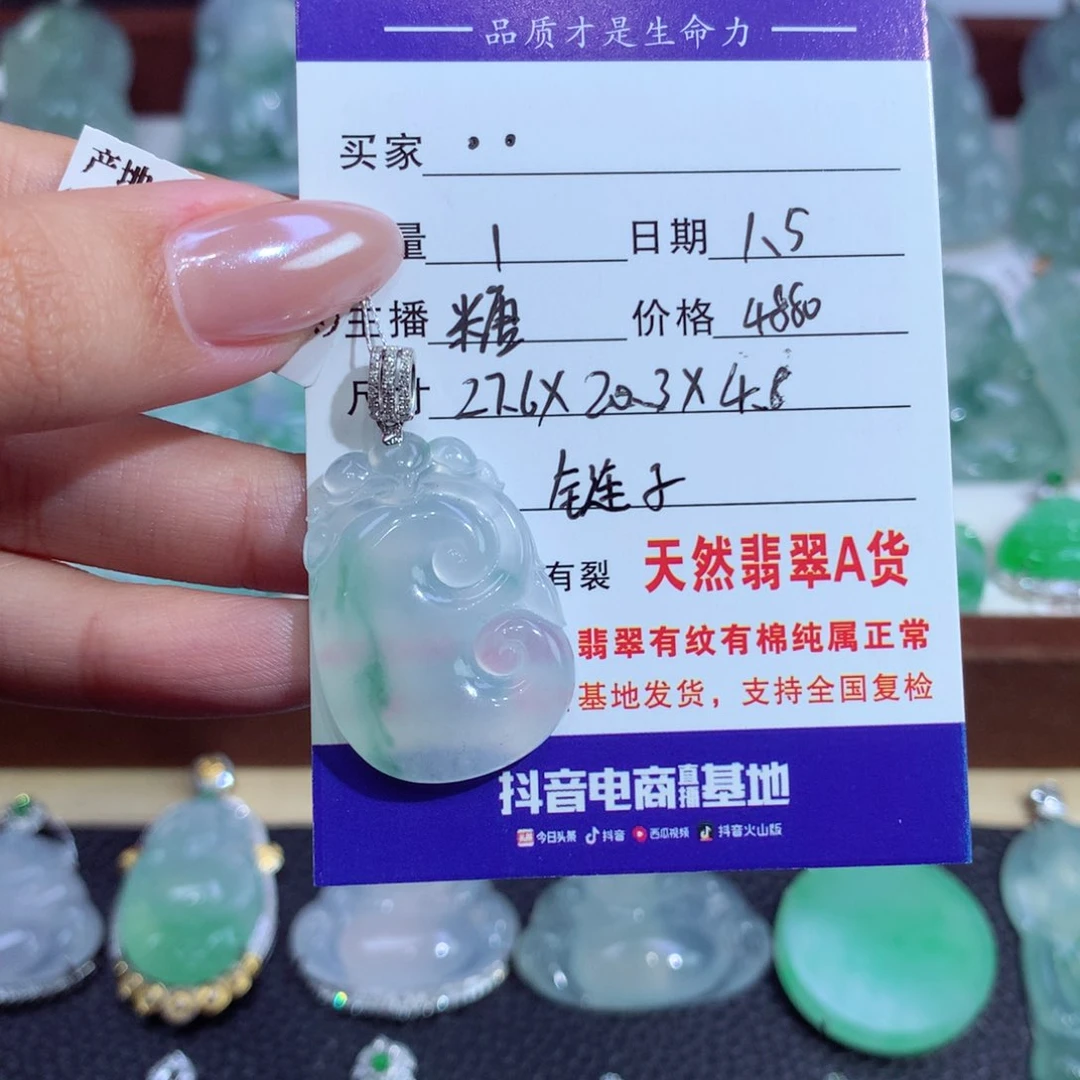 品质才是生命力
产地
买家
量 1 日期 1.5
主播 糖 价格 4880
尺寸 27.6X20.3X4.8
链子
有裂 天然翡翠A货
翡翠有纹有棉纯属正常
基地发货，支持全国复检
抖音电商直播基地
今日头条 抖音 西瓜视频 抖音火山版